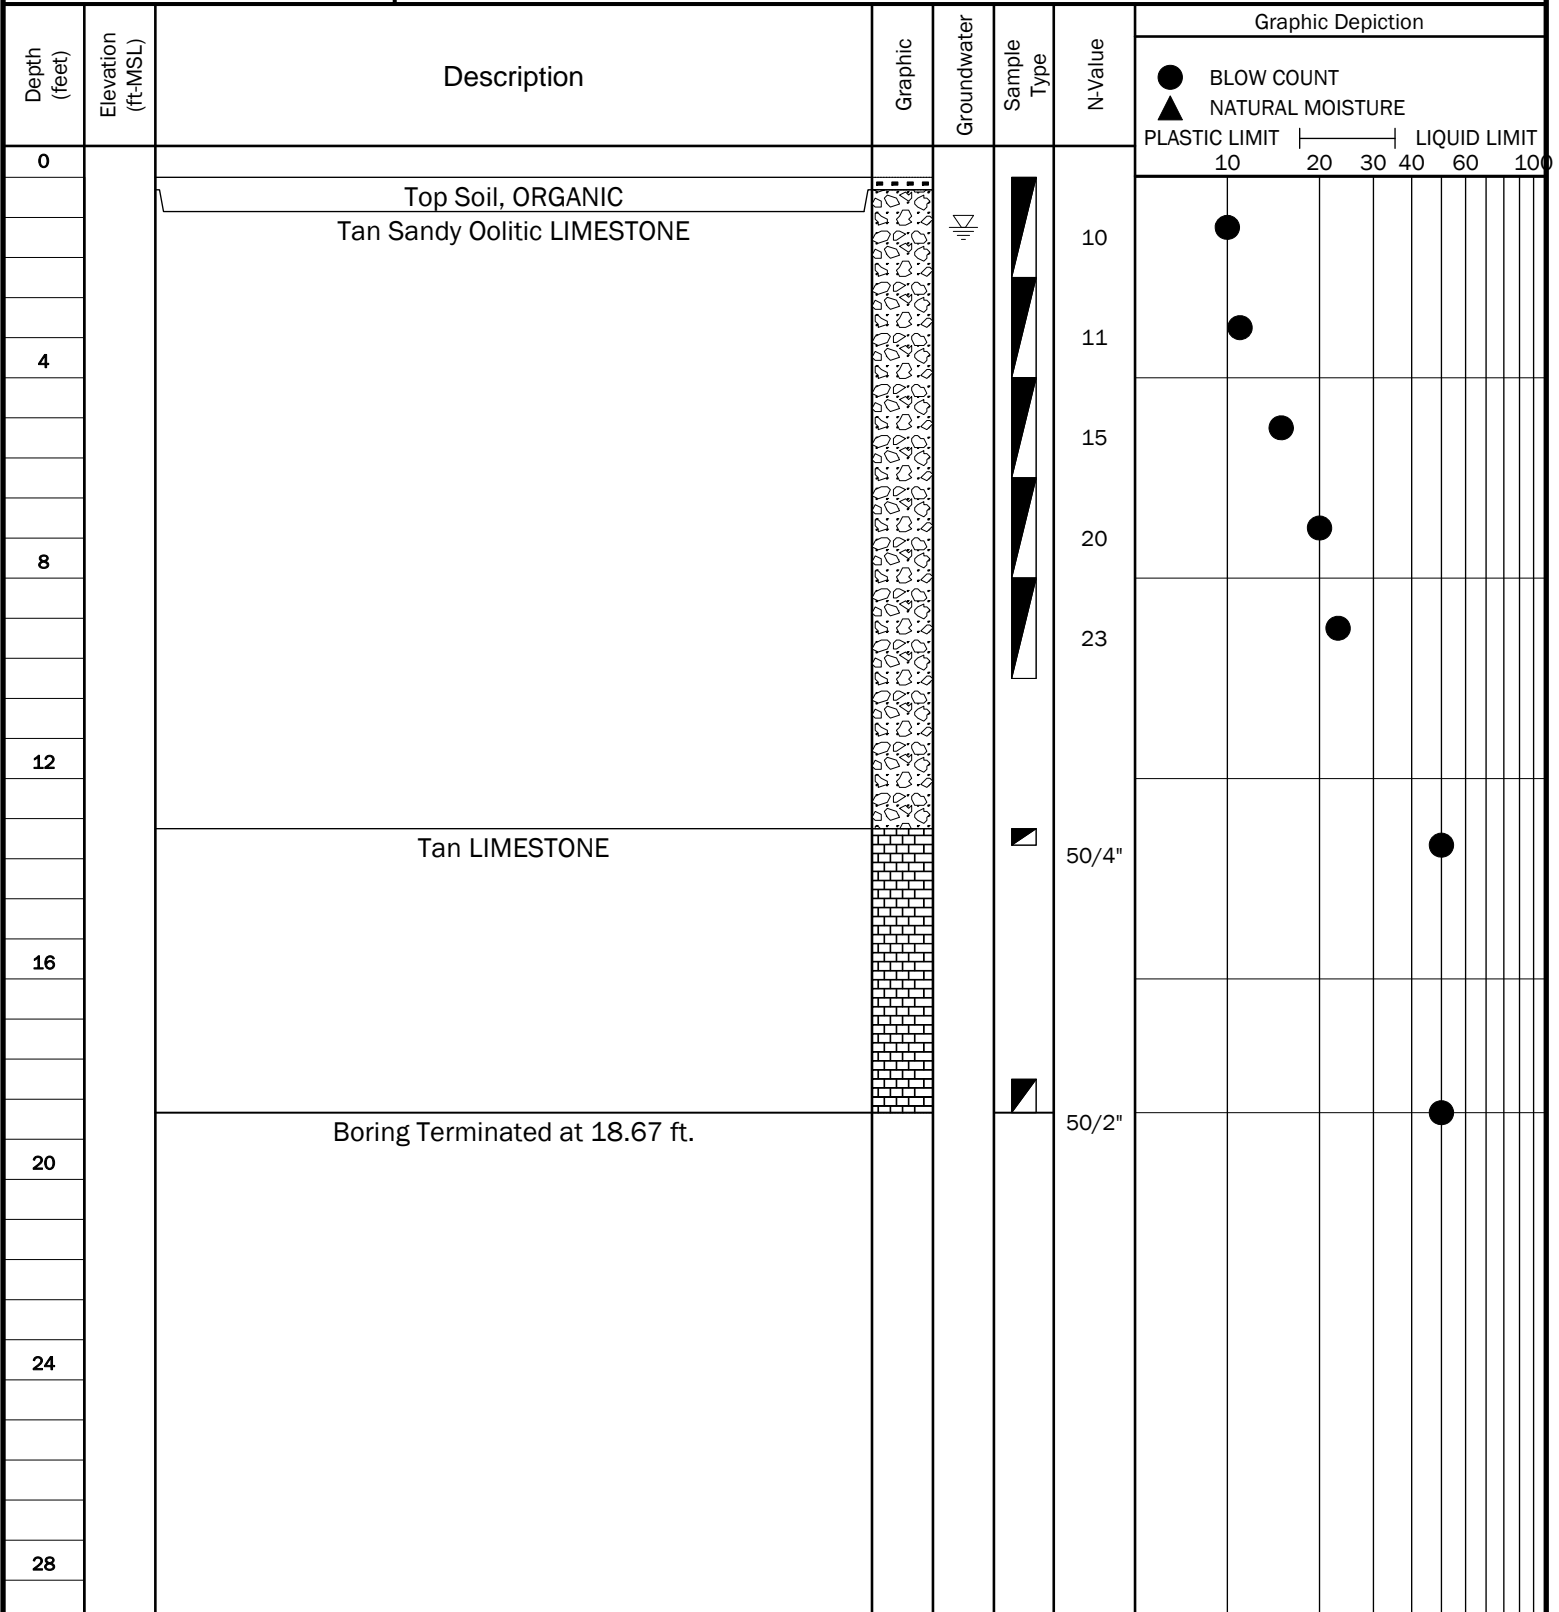 Depth
(feet)
Elevation
(ft-MSL)
Description
Graphic
Groundwater
Sample
Type
N-Value
Graphic Depiction
BLOW COUNT
NATURAL MOISTURE
PLASTIC LIMIT LIQUID LIMIT
10 20 30 40 60 100
0
Top Soil, ORGANIC
Tan Sandy Oolitic LIMESTONE
10
11
4
15
20
8
23
12
Tan LIMESTONE
50/4"
16
50/2"
Boring Terminated at 18.67 ft.
20
24
28